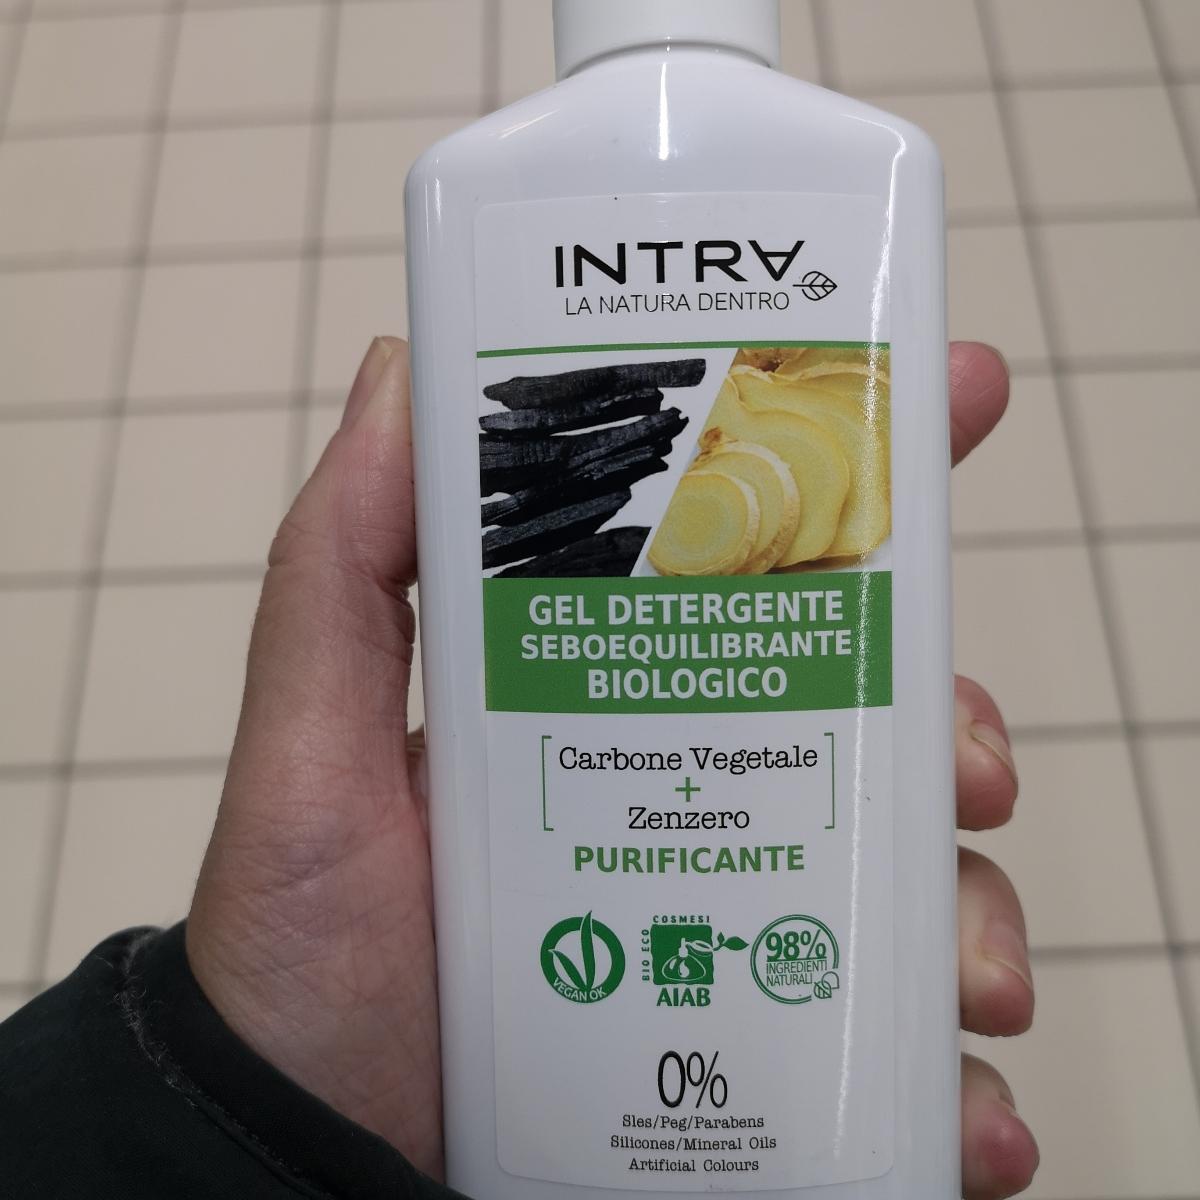 INTRA
LA NATURA DENTRO
GEL DETERGENTE
SEBOEQUILIBRANTE
BIOLOGICO
Carbone Vegetale
+
Zenzero
PURIFICANTE
VEGAN OK
COSMESI
BIO ECO
AIAB
98%
INGREDIENTI
NATURALI
0%
Sles/Peg/Parabens
Silicones/Mineral Oils
Artificial Colours